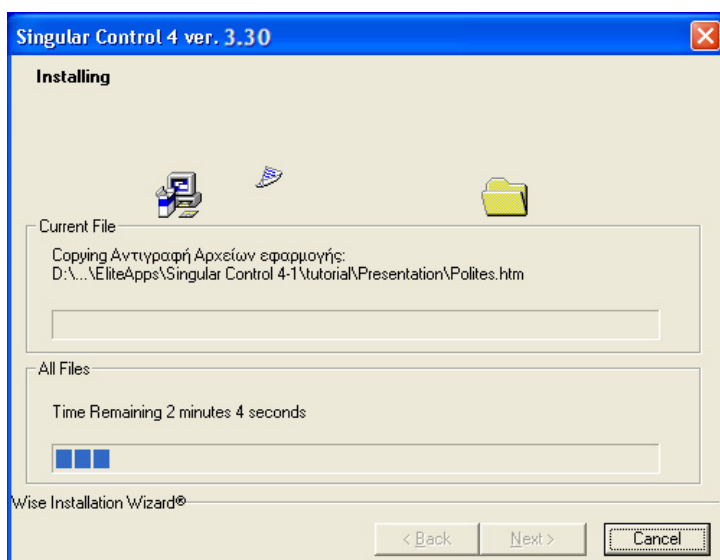 Singular Control 4 ver. 3.30
Installing
Current File
Copying Αντιγραφή Αρχείων εφαρμογής:
D:\...\EliteApps\Singular Control 4-1\tutorial\Presentation\Polites.htm
All Files
Time Remaining 2 minutes 4 seconds
Wise Installation Wizard®
< Back Next > Cancel